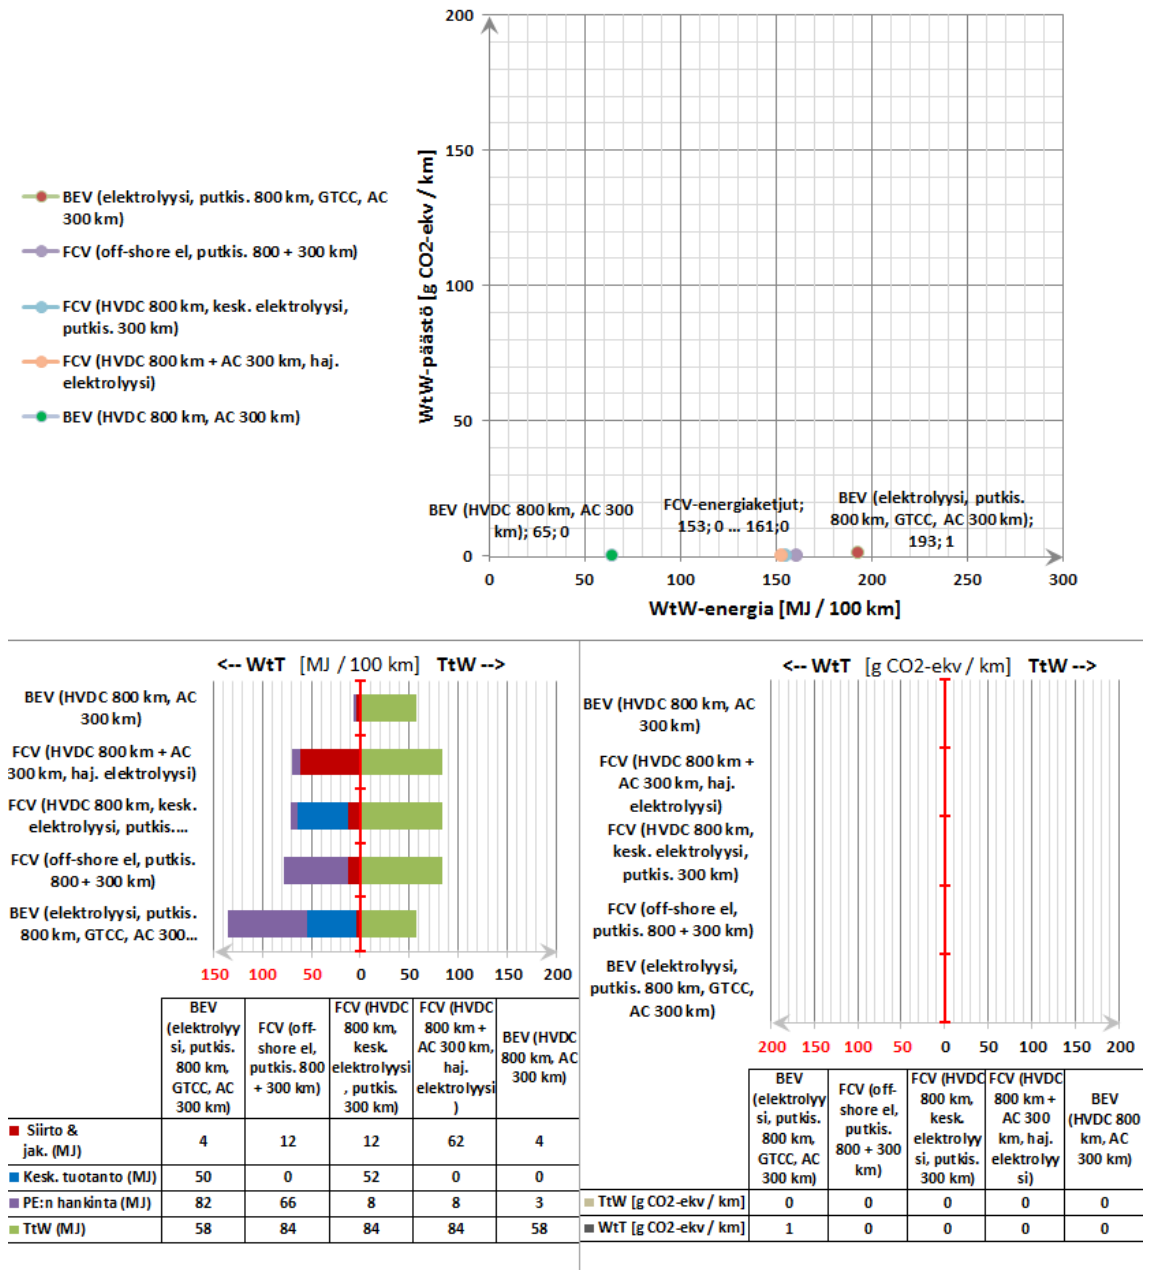 200
150
100
50
0
0
50
100
150
200
250
300
WtW-päästö [g CO2-ekv / km]
WtW-energia [MJ / 100 km]
BEV (elektrolyysi, putkis. 800 km, GTCC, AC
300 km)
FCV (off-shore el, putkis. 800 + 300 km)
FCV (HVDC 800 km, kesk. elektrolyysi,
putkis. 300 km)
FCV (HVDC 800 km + AC 300 km, haj.
elektrolyysi)
BEV (HVDC 800 km, AC 300 km)
BEV (HVDC 800 km, AC 300
km); 65; 0
FCV-energiaketjut;
153; 0 ... 161;0
BEV (elektrolyysi, putkis.
800 km, GTCC, AC 300 km);
193; 1
<-- WtT [MJ / 100 km] TtW -->
BEV (HVDC 800 km, AC
300 km)
FCV (HVDC 800 km + AC
300 km, haj. elektrolyysi)
FCV (HVDC 800 km, kesk.
elektrolyysi, putkis....
FCV (off-shore el, putkis.
800 + 300 km)
BEV (elektrolyysi, putkis.
800 km, GTCC, AC 300...
150 100 50 0 50 100 150 200
BEV
(elektrolyy
si, putkis.
800 km,
GTCC, AC
300 km)
FCV (off-
shore el,
putkis. 800
+ 300 km)
FCV (HVDC
800 km,
kesk.
elektrolyysi
, putkis.
300 km)
FCV (HVDC
800 km +
AC 300 km,
haj.
elektrolyysi
)
BEV (HVDC
800 km, AC
300 km)
Siirto &
jak. (MJ)
4 12 12 62 4
Kesk. tuotanto (MJ) 50 0 52 0 0
PE:n hankinta (MJ) 82 66 8 8 3
TtW (MJ) 58 84 84 84 58
<-- WtT [g CO2-ekv / km] TtW -->
BEV (HVDC 800 km, AC
300 km)
FCV (HVDC 800 km +
AC 300 km, haj.
elektrolyysi)
FCV (HVDC 800 km,
kesk. elektrolyysi,
putkis. 300 km)
FCV (off-shore el,
putkis. 800 + 300 km)
BEV (elektrolyysi,
putkis. 800 km, GTCC,
AC 300 km)
200 150 100 50 0 50 100 150 200
BEV
(elektrolyy
si, putkis.
800 km,
GTCC, AC
300 km)
FCV (off-
shore el,
putkis.
800 + 300
km)
FCV (HVDC
800 km,
kesk.
elektrolyy
si, putkis.
300 km)
FCV (HVDC
800 km +
AC 300
km, haj.
elektrolyy
si)
BEV
(HVDC 800
km, AC
300 km)
TtW [g CO2-ekv / km] 0 0 0 0 0
WtT [g CO2-ekv / km] 1 0 0 0 0